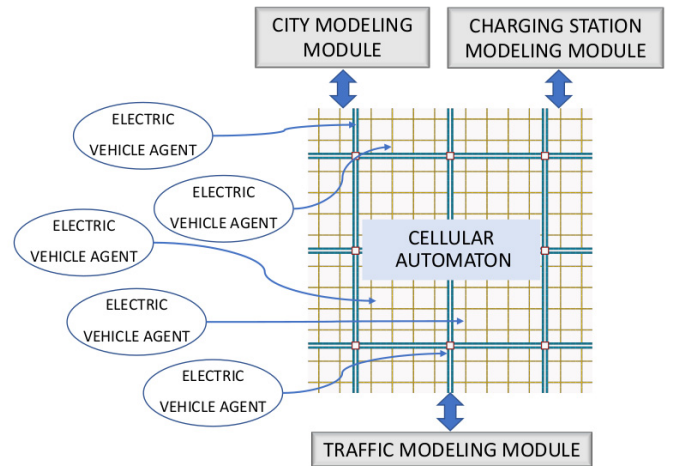 CITY MODELING
MODULE
CHARGING STATION
MODELING MODULE
ELECTRIC
VEHICLE AGENT
ELECTRIC
VEHICLE AGENT
ELECTRIC
VEHICLE AGENT
CELLULAR
AUTOMATON
ELECTRIC
VEHICLE AGENT
ELECTRIC
VEHICLE AGENT
TRAFFIC MODELING MODULE